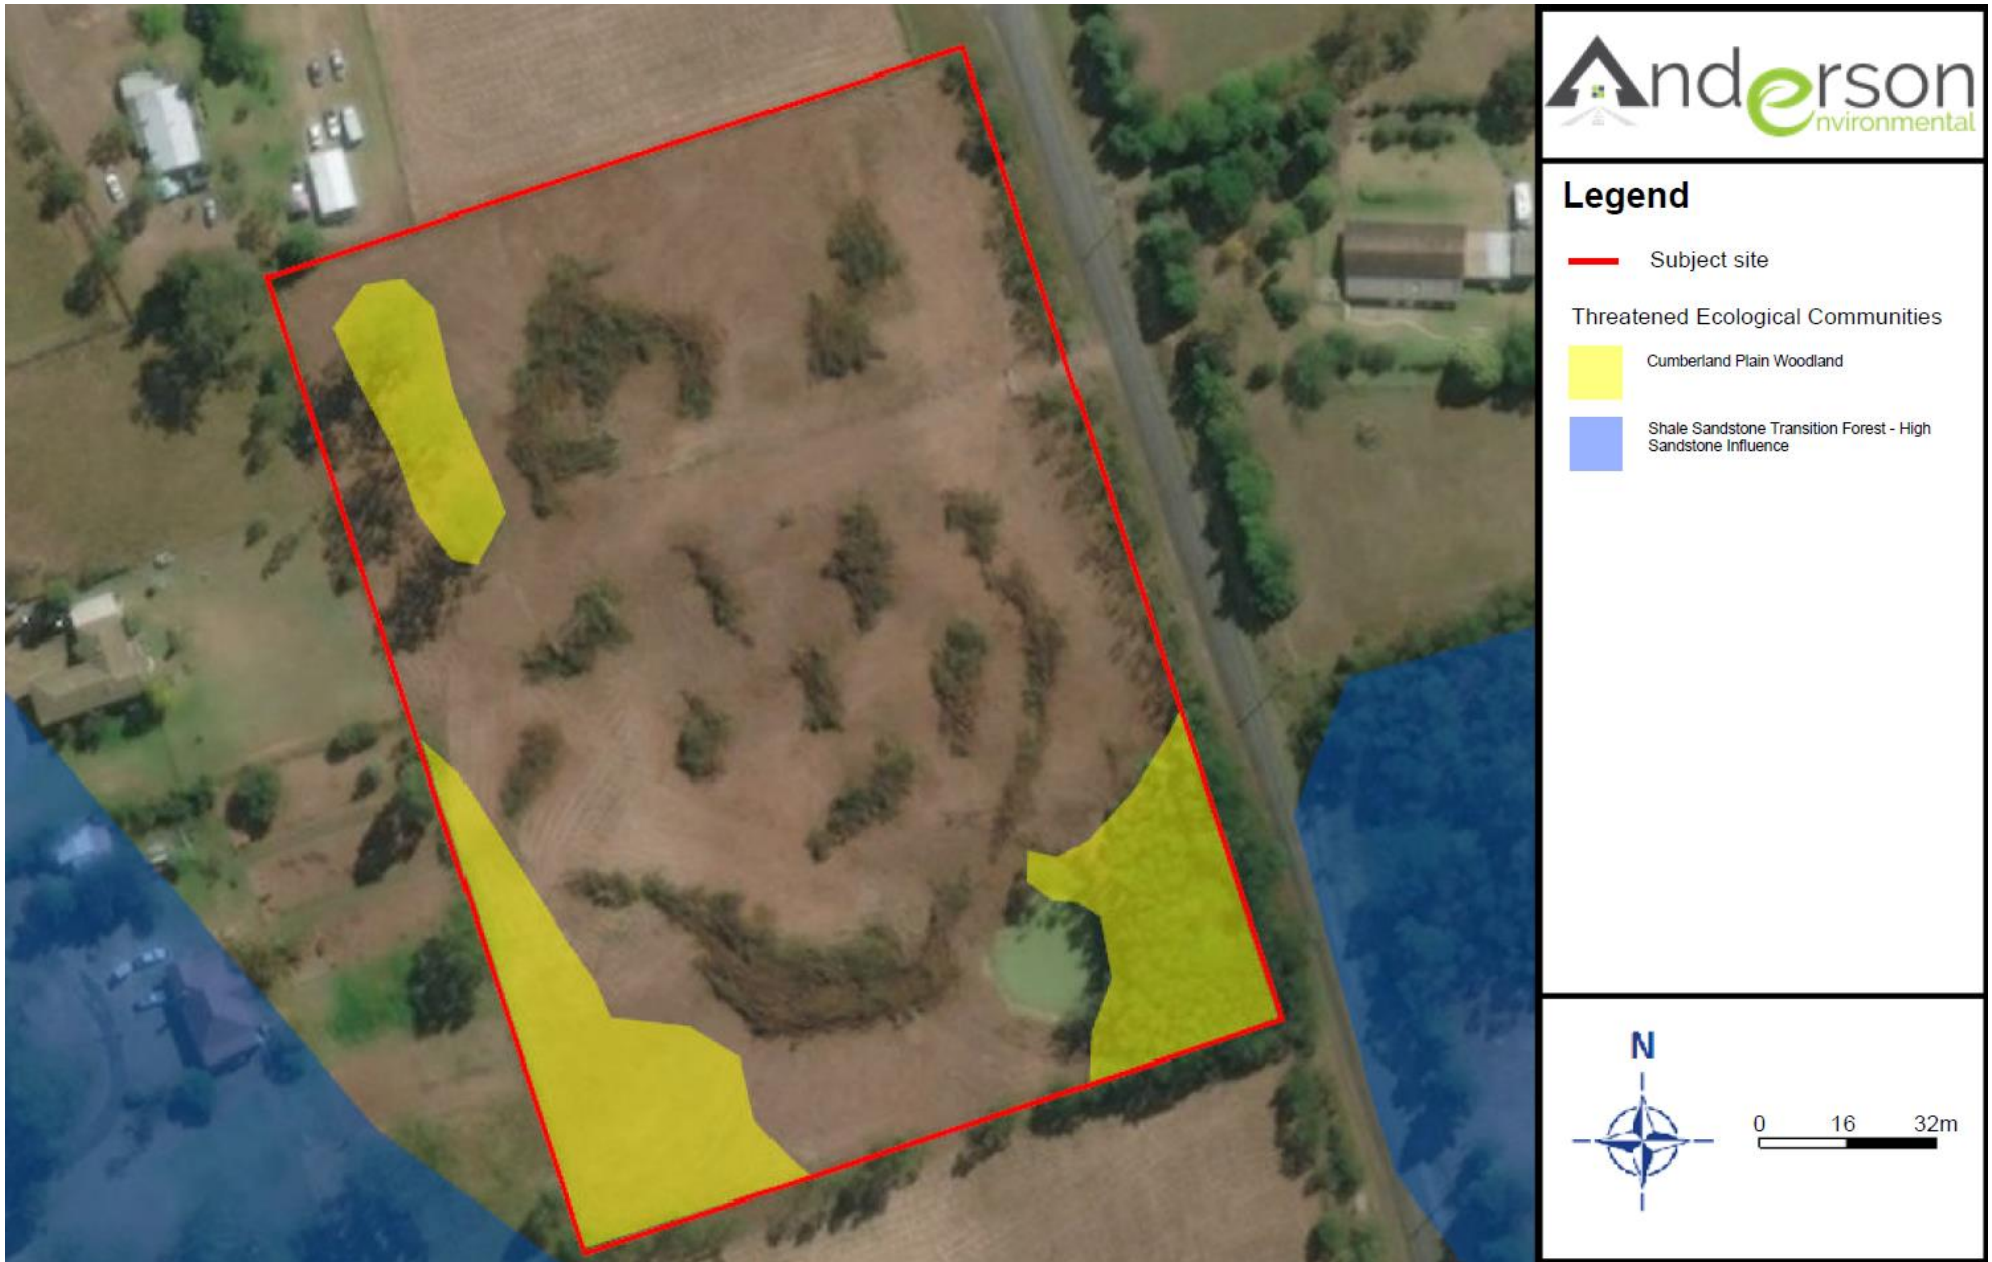 Anderson
nvironmental
Legend
Subject site
Threatened Ecological Communities
Cumberland Plain Woodland
Shale Sandstone Transition Forest - High
Sandstone Influence
N
0 16 32m